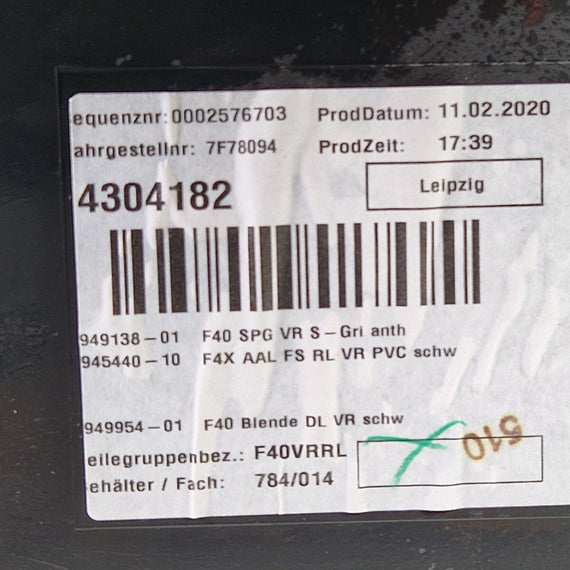 equenznr: 0002576703 ProdDatum: 11.02.2020
ahrgestellnr: 7F78094 ProdZeit: 17:39
4304182 Leipzig
949138-01 F40 SPG VR S-Gri anth
945440-10 F4X AAL FS RL VR PVC schw
949954-01 F40 Blende DL VR schw
eilegruppenbez.: F40VRRL
ehälter / Fach: 784/014
510